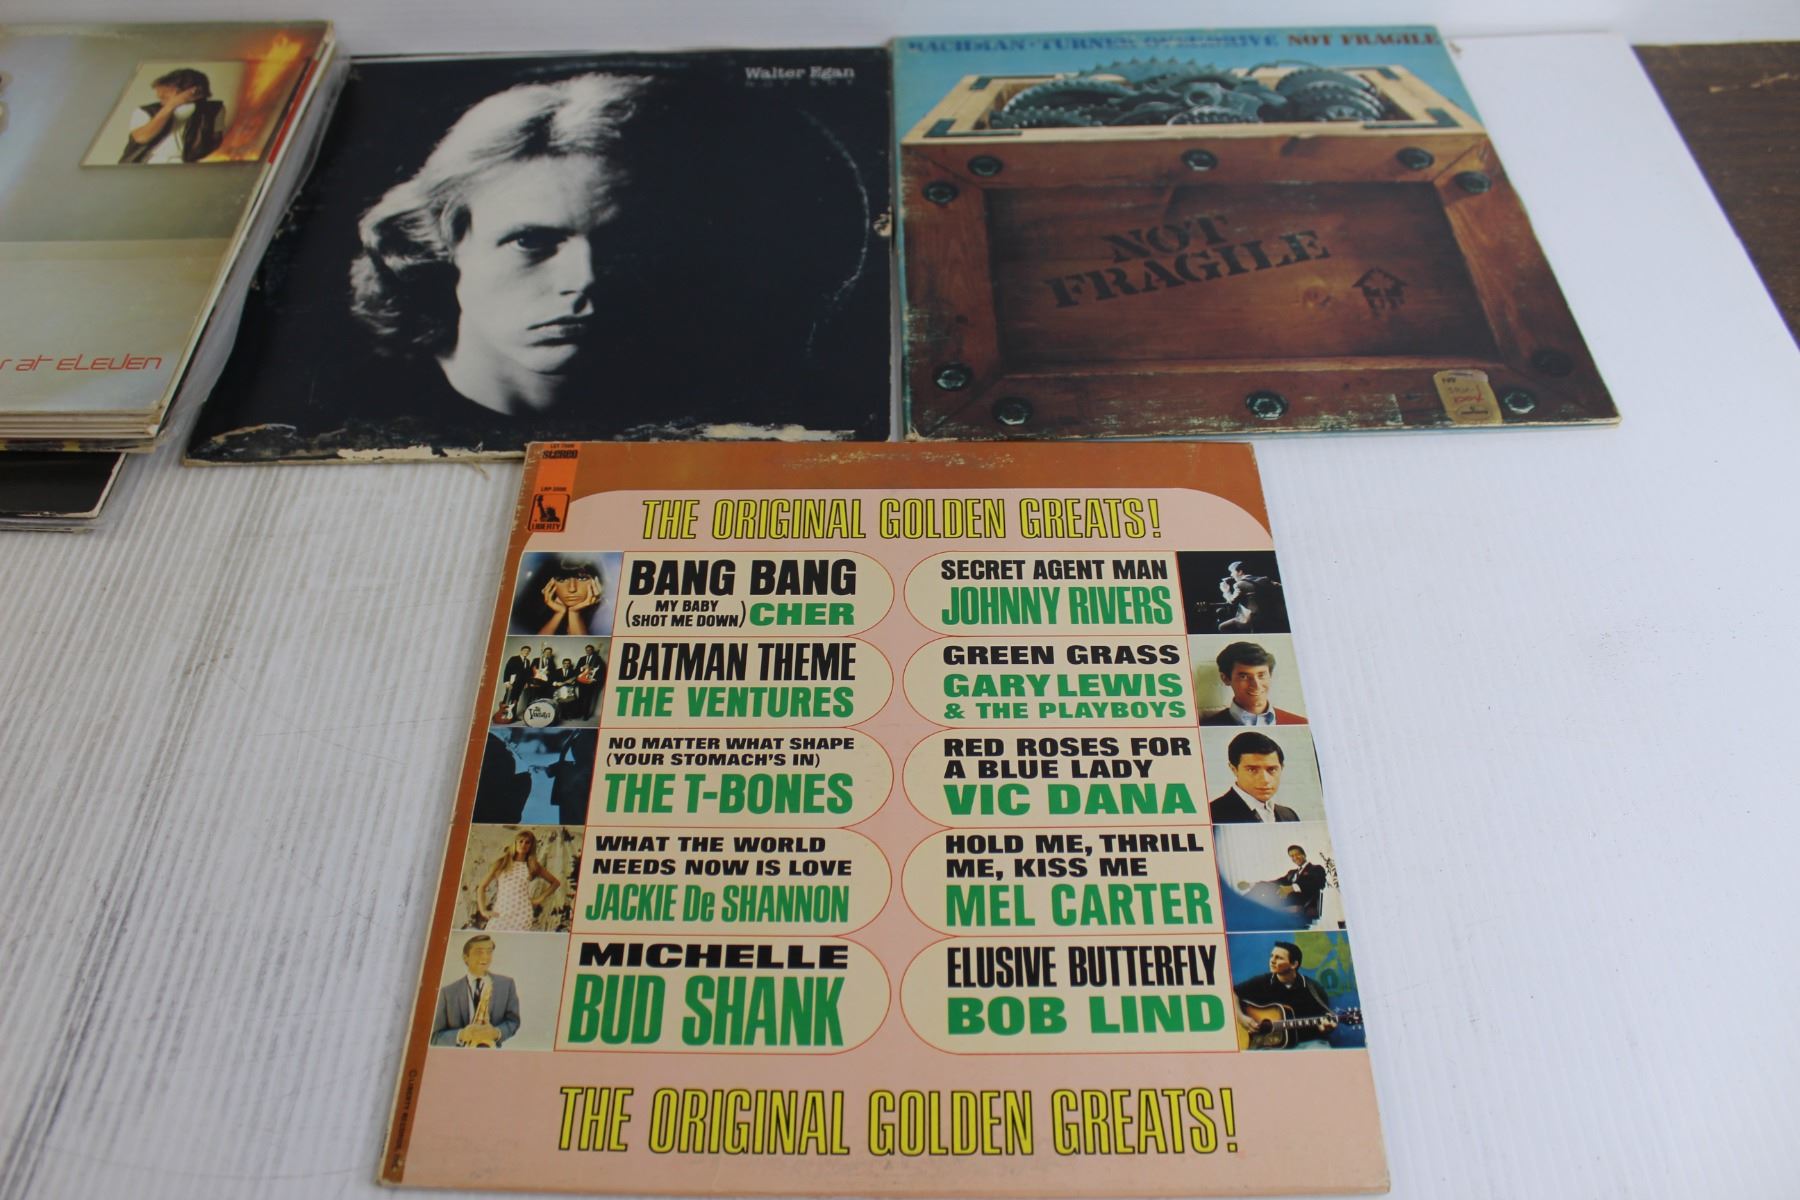 r at eleven
Walter Egan
NOT SHY
BACHMAN-TURNER OVERDRIVE NOT FRAGILE
NOT
FRAGILE
STEREO
LIBERTY
THE ORIGINAL GOLDEN GREATS!
BANG BANG
(MY BABY
SHOT ME DOWN) CHER
BATMAN THEME
THE VENTURES
NO MATTER WHAT SHAPE
(YOUR STOMACH'S IN)
THE T-BONES
WHAT THE WORLD
NEEDS NOW IS LOVE
JACKIE De SHANNON
MICHELLE
BUD SHANK
SECRET AGENT MAN
JOHNNY RIVERS
GREEN GRASS
GARY LEWIS
& THE PLAYBOYS
RED ROSES FOR
A BLUE LADY
VIC DANA
HOLD ME, THRILL
ME, KISS ME
MEL CARTER
ELUSIVE BUTTERFLY
BOB LIND
THE ORIGINAL GOLDEN GREATS!